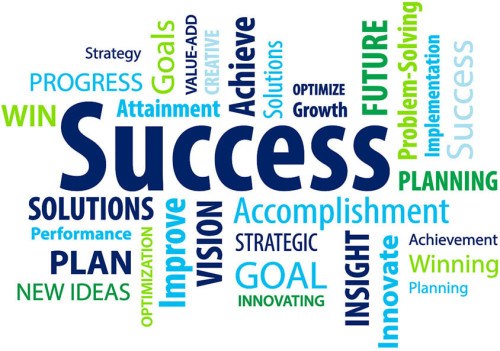 Strategy
PROGRESS
WIN
Goals
VALUE-ADD
CREATIVE
Achieve
Solutions
OPTIMIZE
Growth
FUTURE
Problem-Solving
Implementation
Success
Attainment
Success
PLANNING
SOLUTIONS
Performance
PLAN
NEW IDEAS
OPTIMIZATION
Improve
VISION
Accomplishment
STRATEGIC
GOAL
INNOVATING
INSIGHT
Innovate
Achievement
Winning
Planning